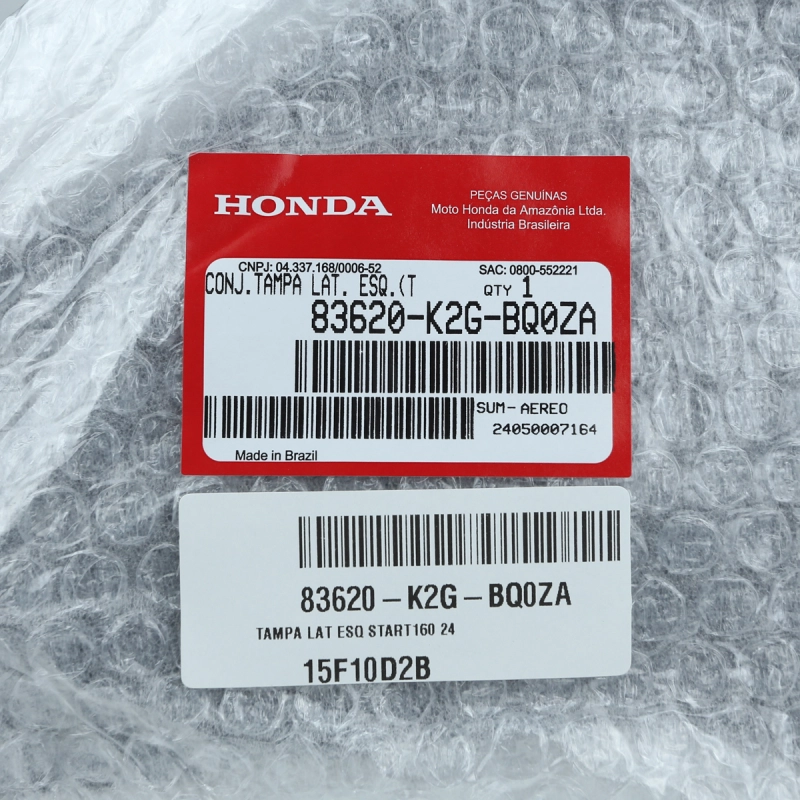 HONDA
PEÇAS GENUÍNAS
Moto Honda da Amazônia Ltda.
Indústria Brasileira
CNPJ: 04.337.168/0006-52
SAC: 0800-552221
CONJ.TAMPA LAT. ESQ.(T
QTY 1
83620-K2G-BQ0ZA
SUM-AEREO
24050007164
Made in Brazil
83620-K2G-BQ0ZA
TAMPA LAT ESQ START160 24
15F10D2B